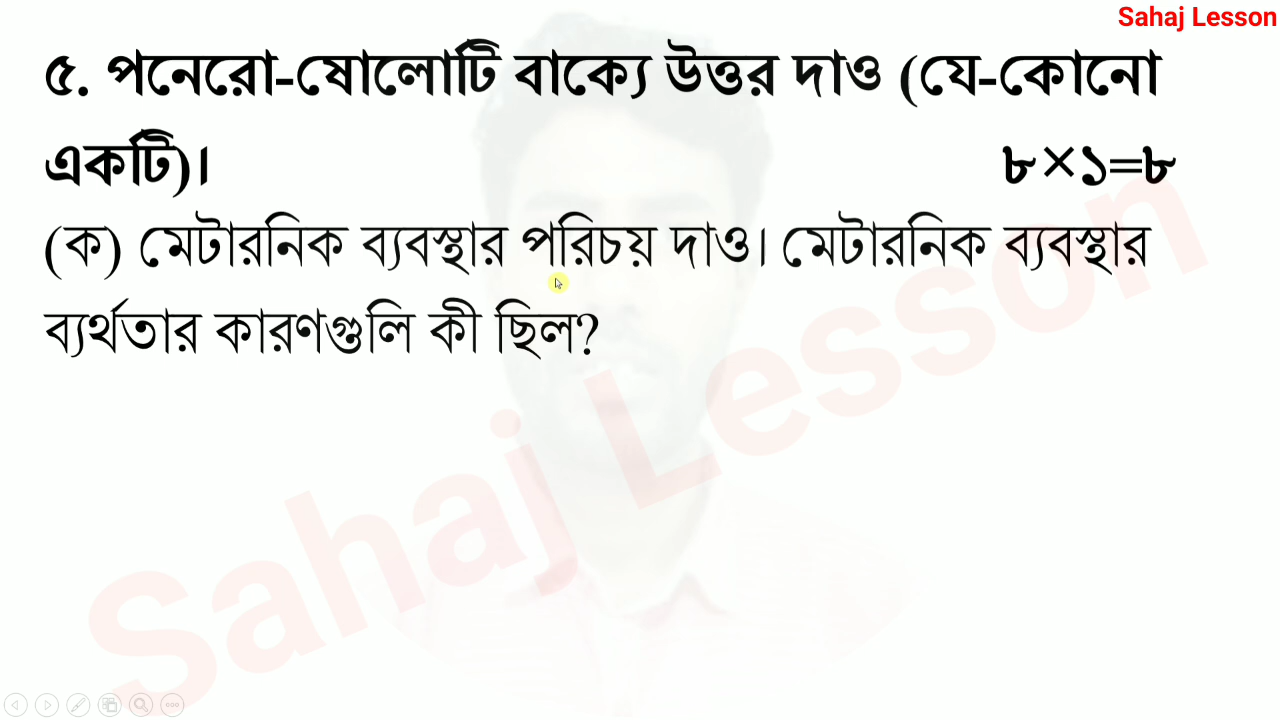 Sahaj Lesson
৫. পনেরো-ষোলোটি বাক্যে উত্তর দাও (যে-কোনো
একটি)। ৮×১=৮
(ক) মেটারনিক ব্যবস্থার পরিচয় দাও। মেটারনিক ব্যবস্থার
ব্যর্থতার কারণগুলি কী ছিল?
Sahaj Lesson